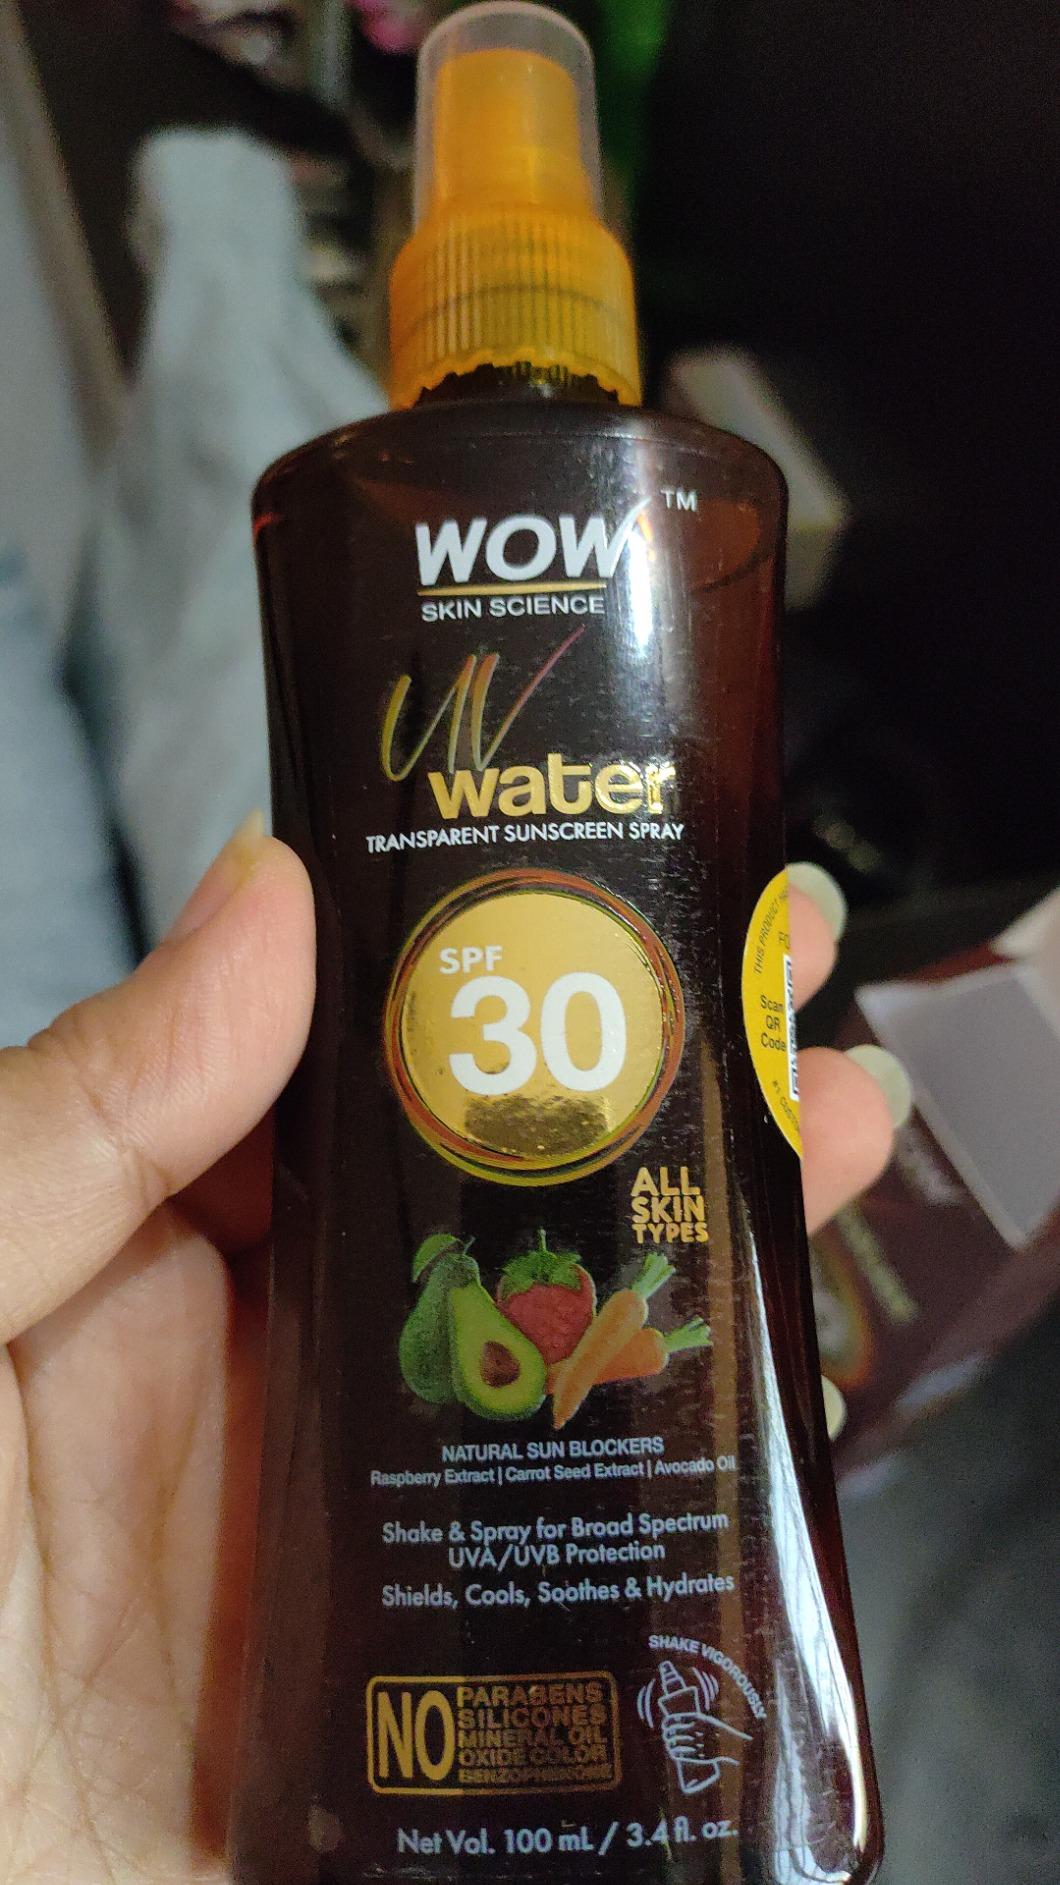 WOW™
SKIN SCIENCE
UV
water
TRANSPARENT SUNSCREEN SPRAY
SPF
30
THIS PRODUCT
Scan
QR
Code
ALL
SKIN
TYPES
NATURAL SUN BLOCKERS
Raspberry Extract | Carrot Seed Extract | Avocado Oil
Shake & Spray for Broad Spectrum
UVA/UVB Protection
Shields, Cools, Soothes & Hydrates
SHAKE VIGOROUSLY
NO
PARABENS
SILICONES
MINERAL OIL
OXIDE COLOR
BENZOPHENONE
Net Vol. 100 mL / 3.4 fl. oz.